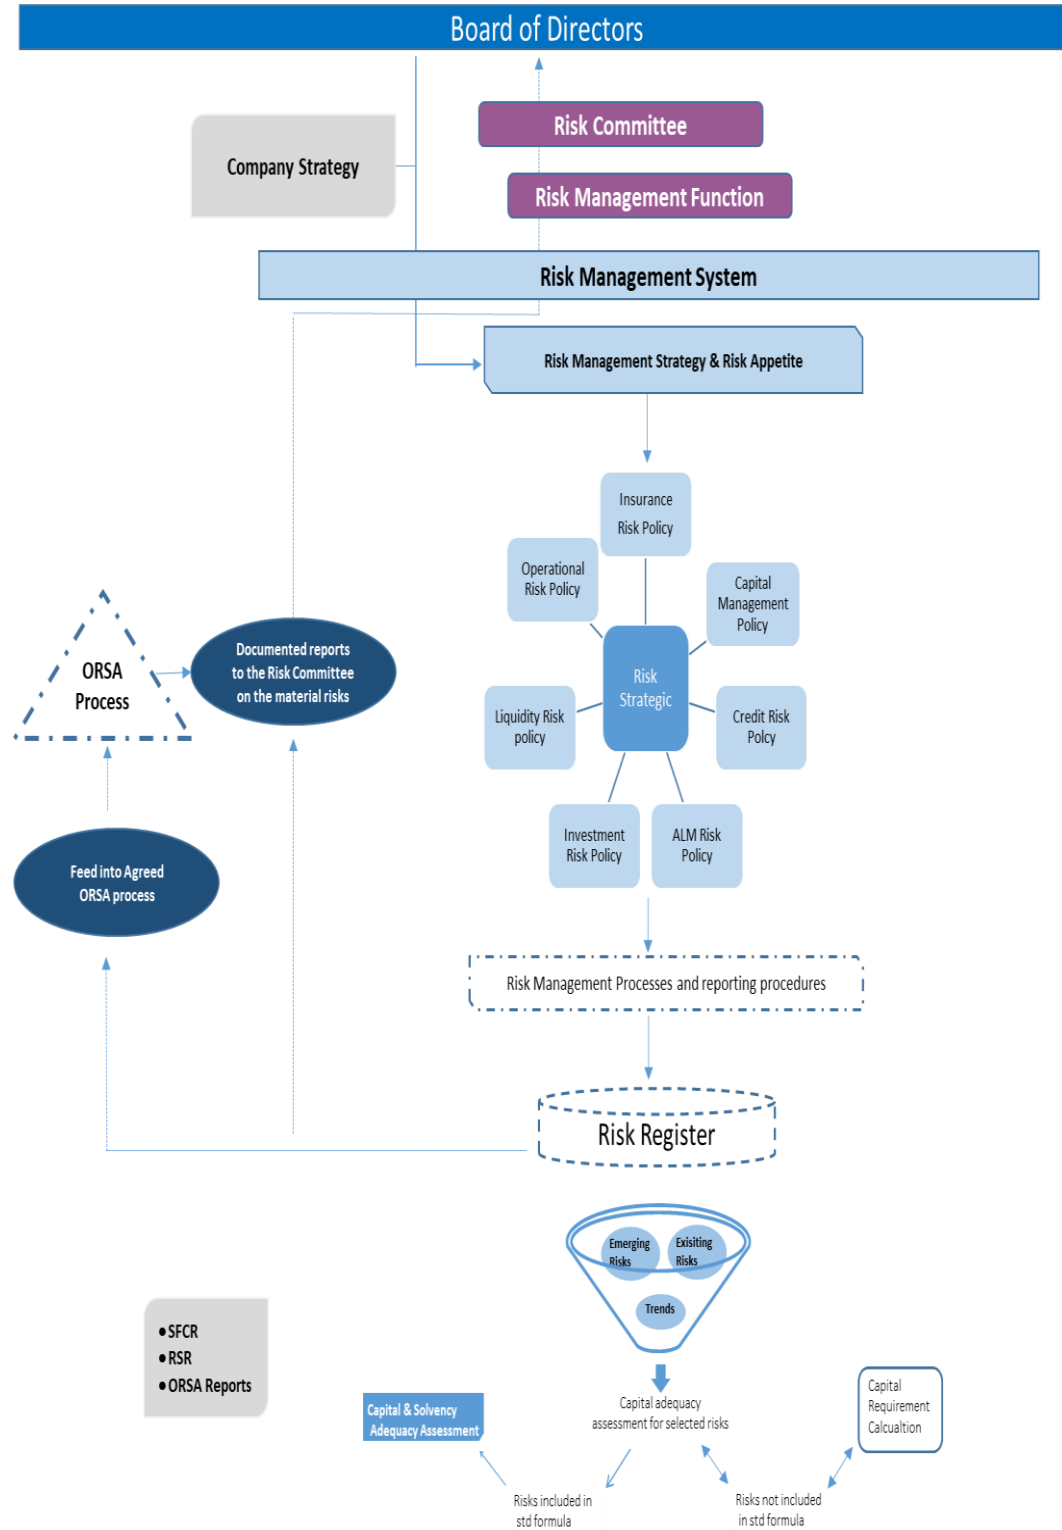 Board of Directors
Risk Committee
Company Strategy
Risk Management Function
Risk Management System
Risk Management Strategy & Risk Appetite
Insurance
Risk Policy
Operational
Risk Policy
Capital
Management
Policy
Risk
Strategic
Liquidity Risk
policy
Credit Risk
Polcy
Investment
Risk Policy
ALM Risk
Policy
ORSA
Process
Documented reports
to the Risk Committee
on the material risks
Feed into Agreed
ORSA process
Risk Management Processes and reporting procedures
Risk Register
Emerging
Risks
Exisiting
Risks
Trends
• SFCR
• RSR
• ORSA Reports
Capital & Solvency
Adequacy Assessment
Capital adequacy
assessment for selected risks
Capital
Requirement
Calcualtion
Risks included in
std formula
Risks not included
in std formula